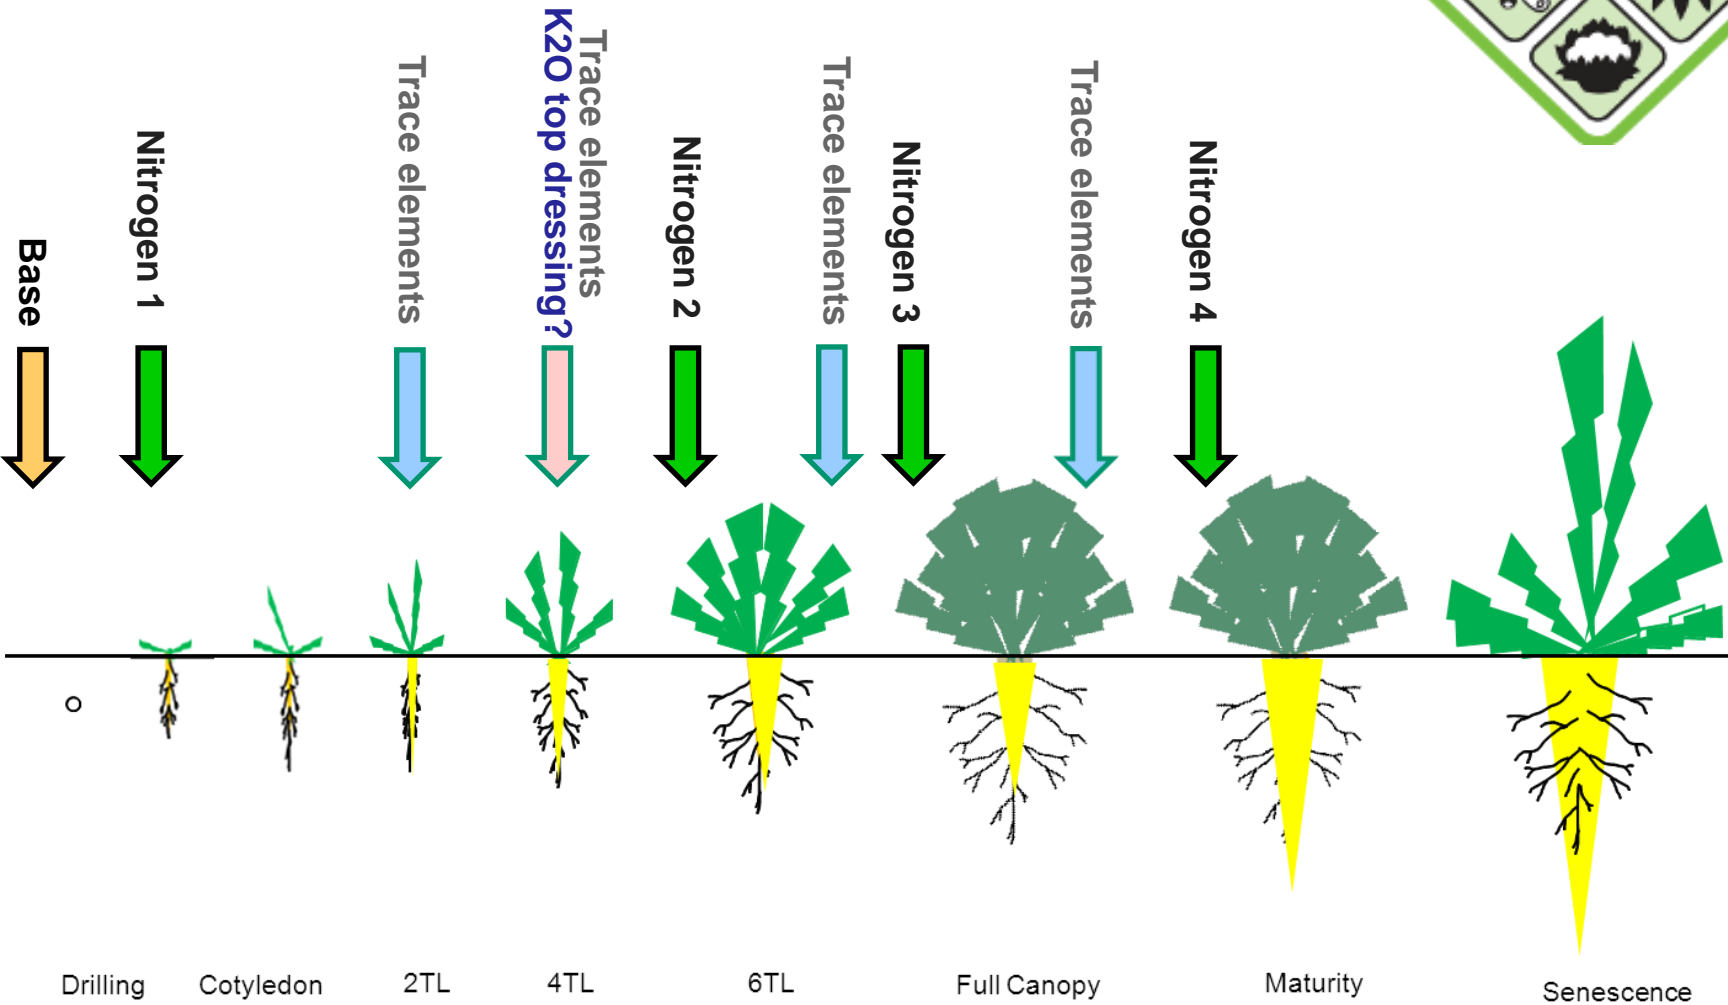 Base
Nitrogen 1
Trace elements
Trace elements
K2O top dressing?
Nitrogen 2
Trace elements
Nitrogen 3
Trace elements
Nitrogen 4
Drilling
Cotyledon
2TL
4TL
6TL
Full Canopy
Maturity
Senescence